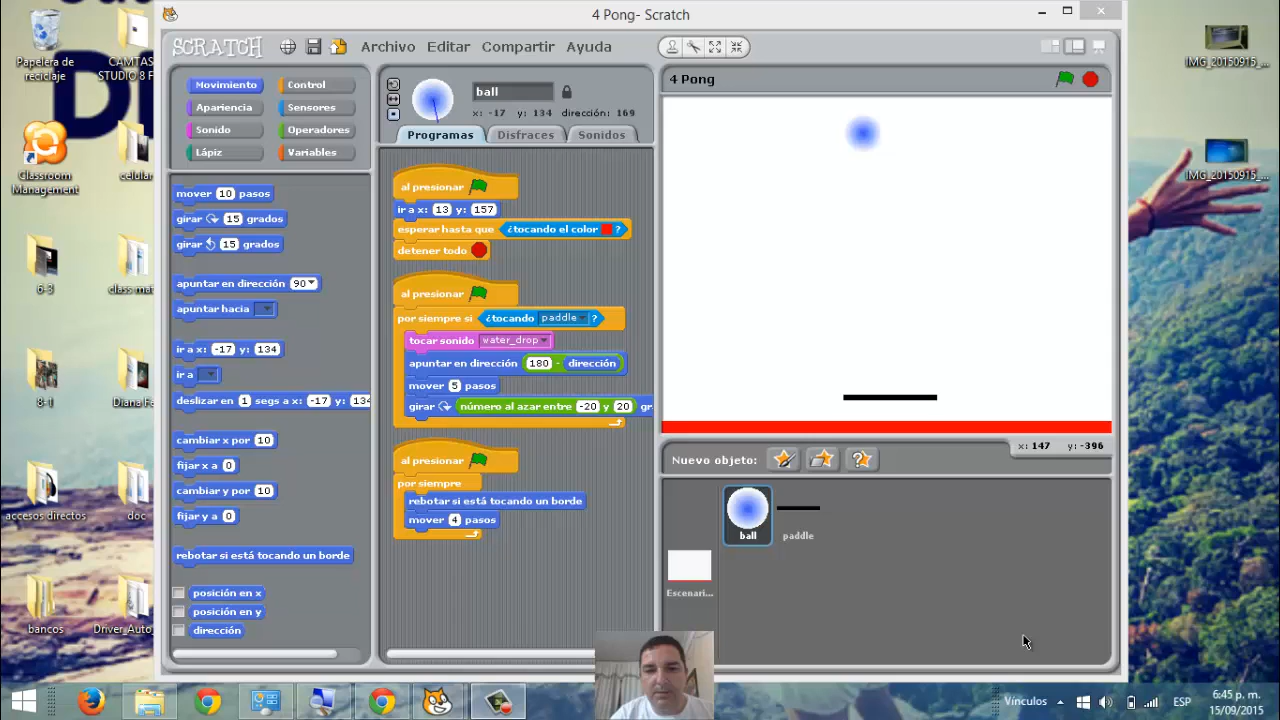 4 Pong- Scratch
Papelera de reciclaje
CAMTAS
STUDIO 8 F
Classroom Management
celular
6-3
class mat
8-1
Diana Fe
accesos directos
doc
bancos
Driver_Auto_
IMG_20150915_...
IMG_20150915_...
SCRATCH
Archivo
Editar
Compartir
Ayuda
Movimiento
Control
Apariencia
Sensores
Sonido
Operadores
Lápiz
Variables
mover 10 pasos
girar 15 grados
girar 15 grados
apuntar en dirección 90
apuntar hacia
ir a x: -17 y: 134
ir a
deslizar en 1 segs a x: -17 y: 134
cambiar x por 10
fijar x a 0
cambiar y por 10
fijar y a 0
rebotar si está tocando un borde
posición en x
posición en y
dirección
ball
x: -17 y: 134 dirección: 169
Programas
Disfraces
Sonidos
al presionar
ir a x: 13 y: 157
esperar hasta que ¿tocando el color ?
detener todo
al presionar
por siempre si ¿tocando paddle ?
tocar sonido water_drop
apuntar en dirección 180 - dirección
mover 5 pasos
girar número al azar entre -20 y 20 gr
al presionar
por siempre
rebotar si está tocando un borde
mover 4 pasos
4 Pong
x: 147 y: -396
Nuevo objeto:
ball
paddle
Escenari...
Vínculos
ESP
6:45 p. m.
15/09/2015